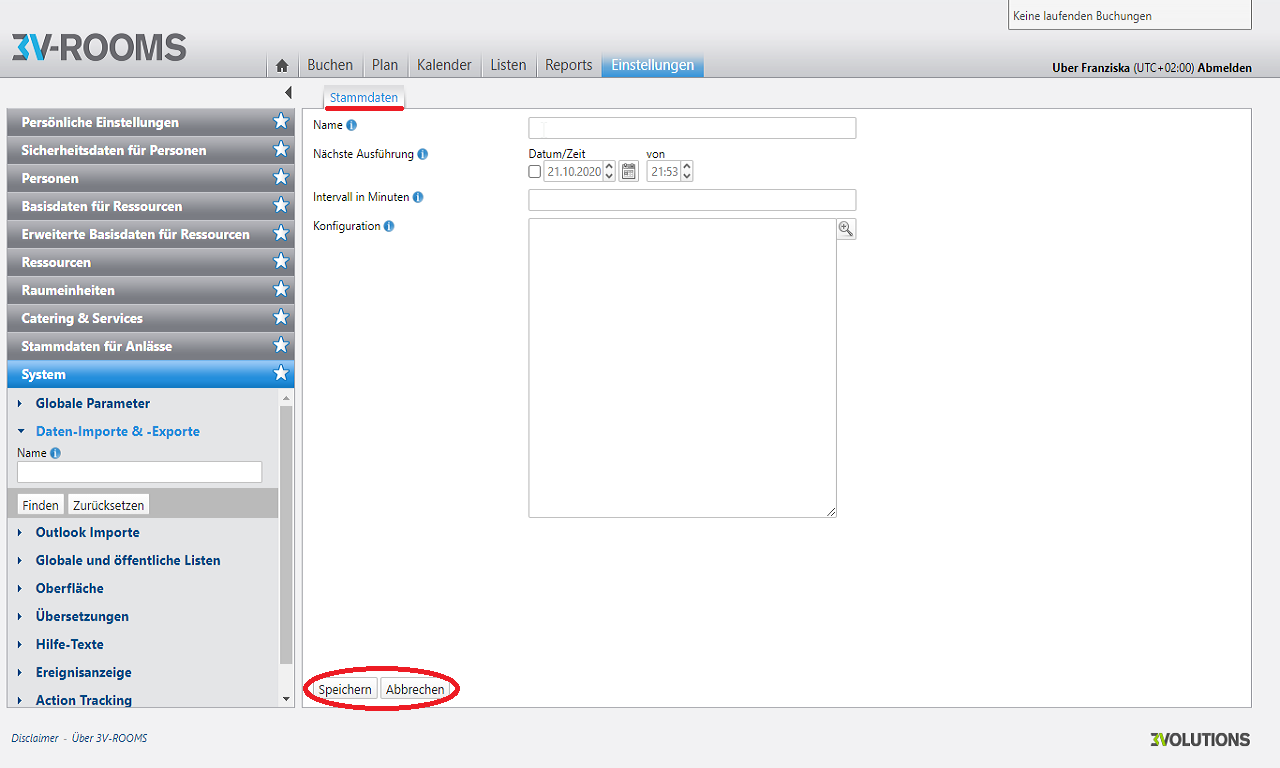 Keine laufenden Buchungen
3V-ROOMS
Buchen Plan Kalender Listen Reports Einstellungen
Uber Franziska (UTC+02:00) Abmelden
Stammdaten
Persönliche Einstellungen
Sicherheitsdaten für Personen
Personen
Basisdaten für Ressourcen
Erweiterte Basisdaten für Ressourcen
Ressourcen
Raumeinheiten
Catering & Services
Stammdaten für Anlässe
System
Globale Parameter
Daten-Importe & -Exporte
Name
Finden Zurücksetzen
Outlook Importe
Globale und öffentliche Listen
Oberfläche
Übersetzungen
Hilfe-Texte
Ereignisanzeige
Action Tracking
Name
Nächste Ausführung Datum/Zeit von
21.10.2020 21:53
Intervall in Minuten
Konfiguration
Speichern Abbrechen
Disclaimer - Über 3V-ROOMS
3VOLUTIONS